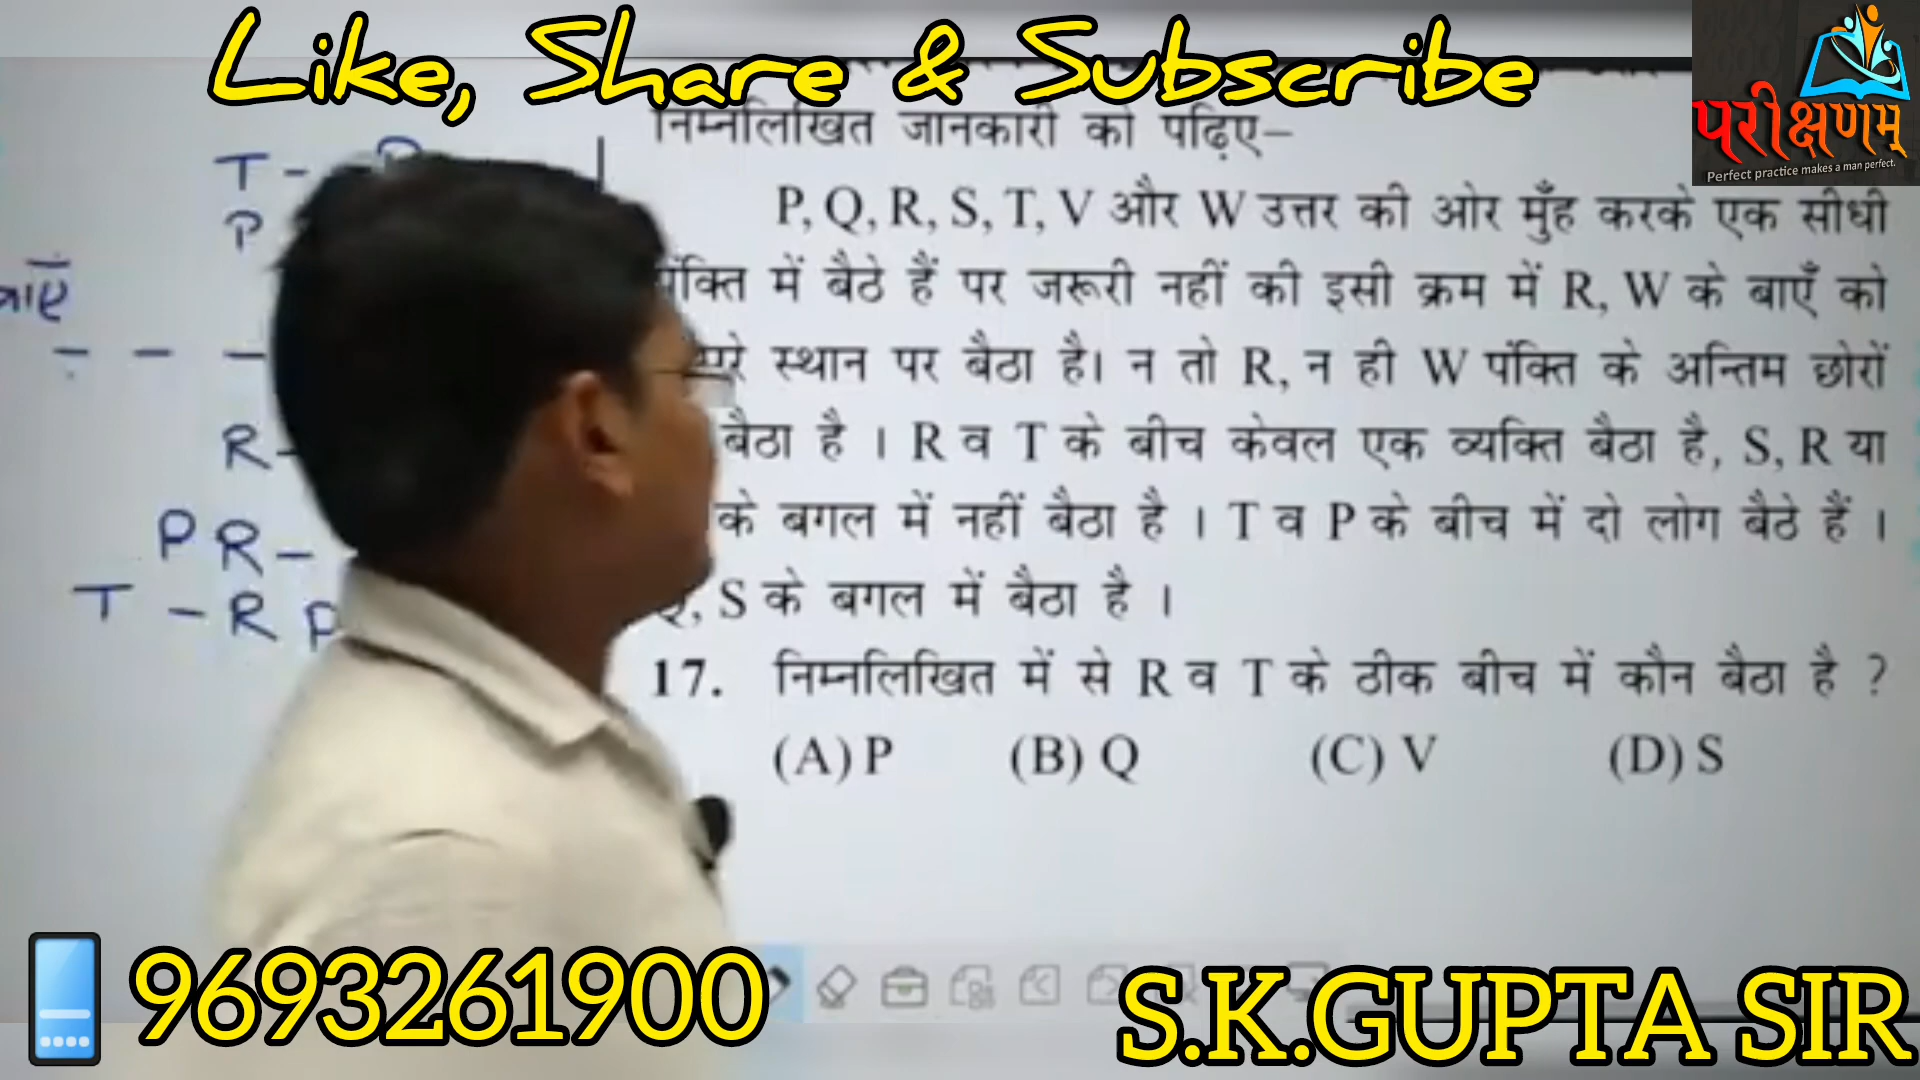 Like, Share & Subscribe
परीक्षणम्
Perfect practice makes a man perfect.
निम्नलिखित जानकारी को पढ़िए–
P, Q, R, S, T, V और W उत्तर की ओर मुँह करके एक सीधी
में बैठे हैं पर जरूरी नहीं की इसी क्रम में R, W के बाएँ को
स्थान पर बैठा है। न तो R, न ही W पंक्ति के अन्तिम छोरों
बैठा है । R व T के बीच केवल एक व्यक्ति बैठा है, S, R या
के बगल में नहीं बैठा है । T व P के बीच में दो लोग बैठे हैं ।
S के बगल में बैठा है ।
17. निम्नलिखित में से R व T के ठीक बीच में कौन बैठा है ?
(A) P (B) Q (C) V (D) S
T -
P
R -
P R -
T - R P
9693261900
S.K.GUPTA SIR